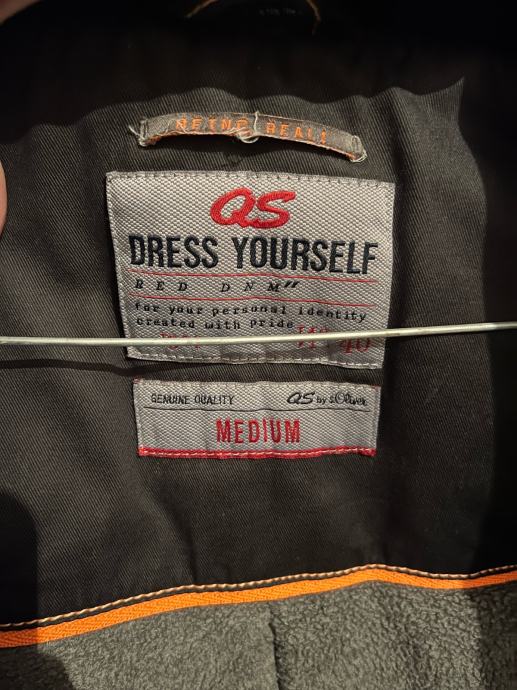 REAL!
QS
DRESS YOURSELF
RED DNM"
for your personal identity
created with pride
40
GENUINE QUALITY
QS by s.Oliver
MEDIUM